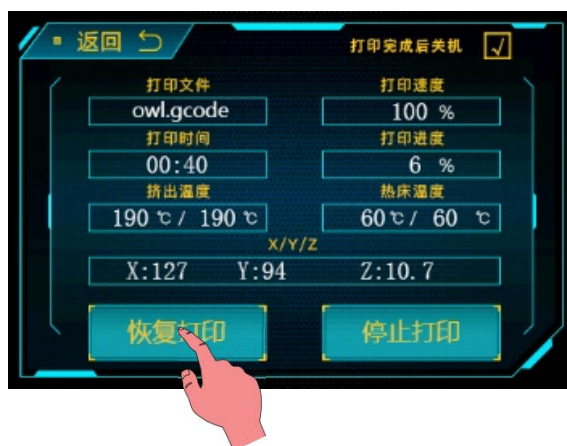 返回
打印完成后关机
打印文件
打印速度
owl.gcode
100 %
打印时间
打印进度
00:40
6 %
挤出温度
热床温度
190 ℃ / 190 ℃
60 ℃ / 60 ℃
X/Y/Z
X:127 Y:94 Z:10.7
恢复打印
停止打印